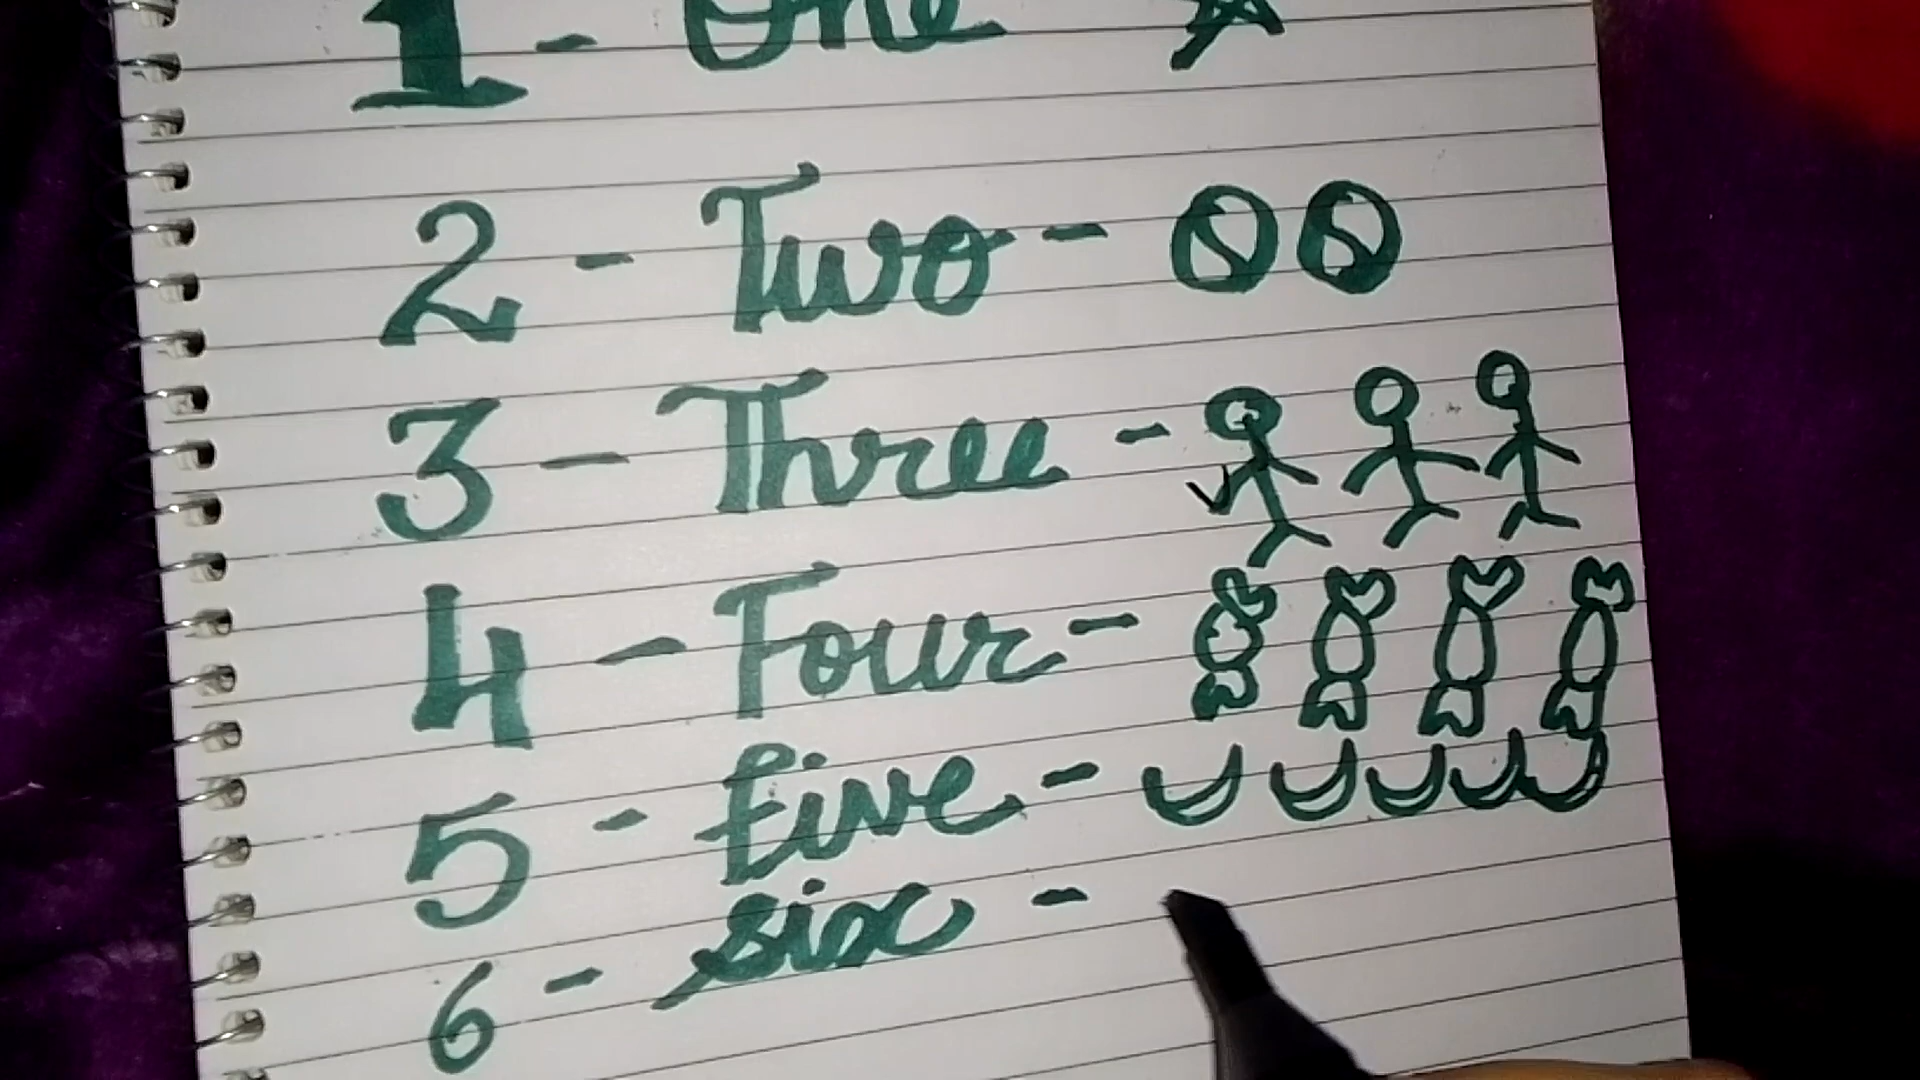 1 - One
2 - Two -
3 - Three -
4 - Four -
5 - five -
6 - six -